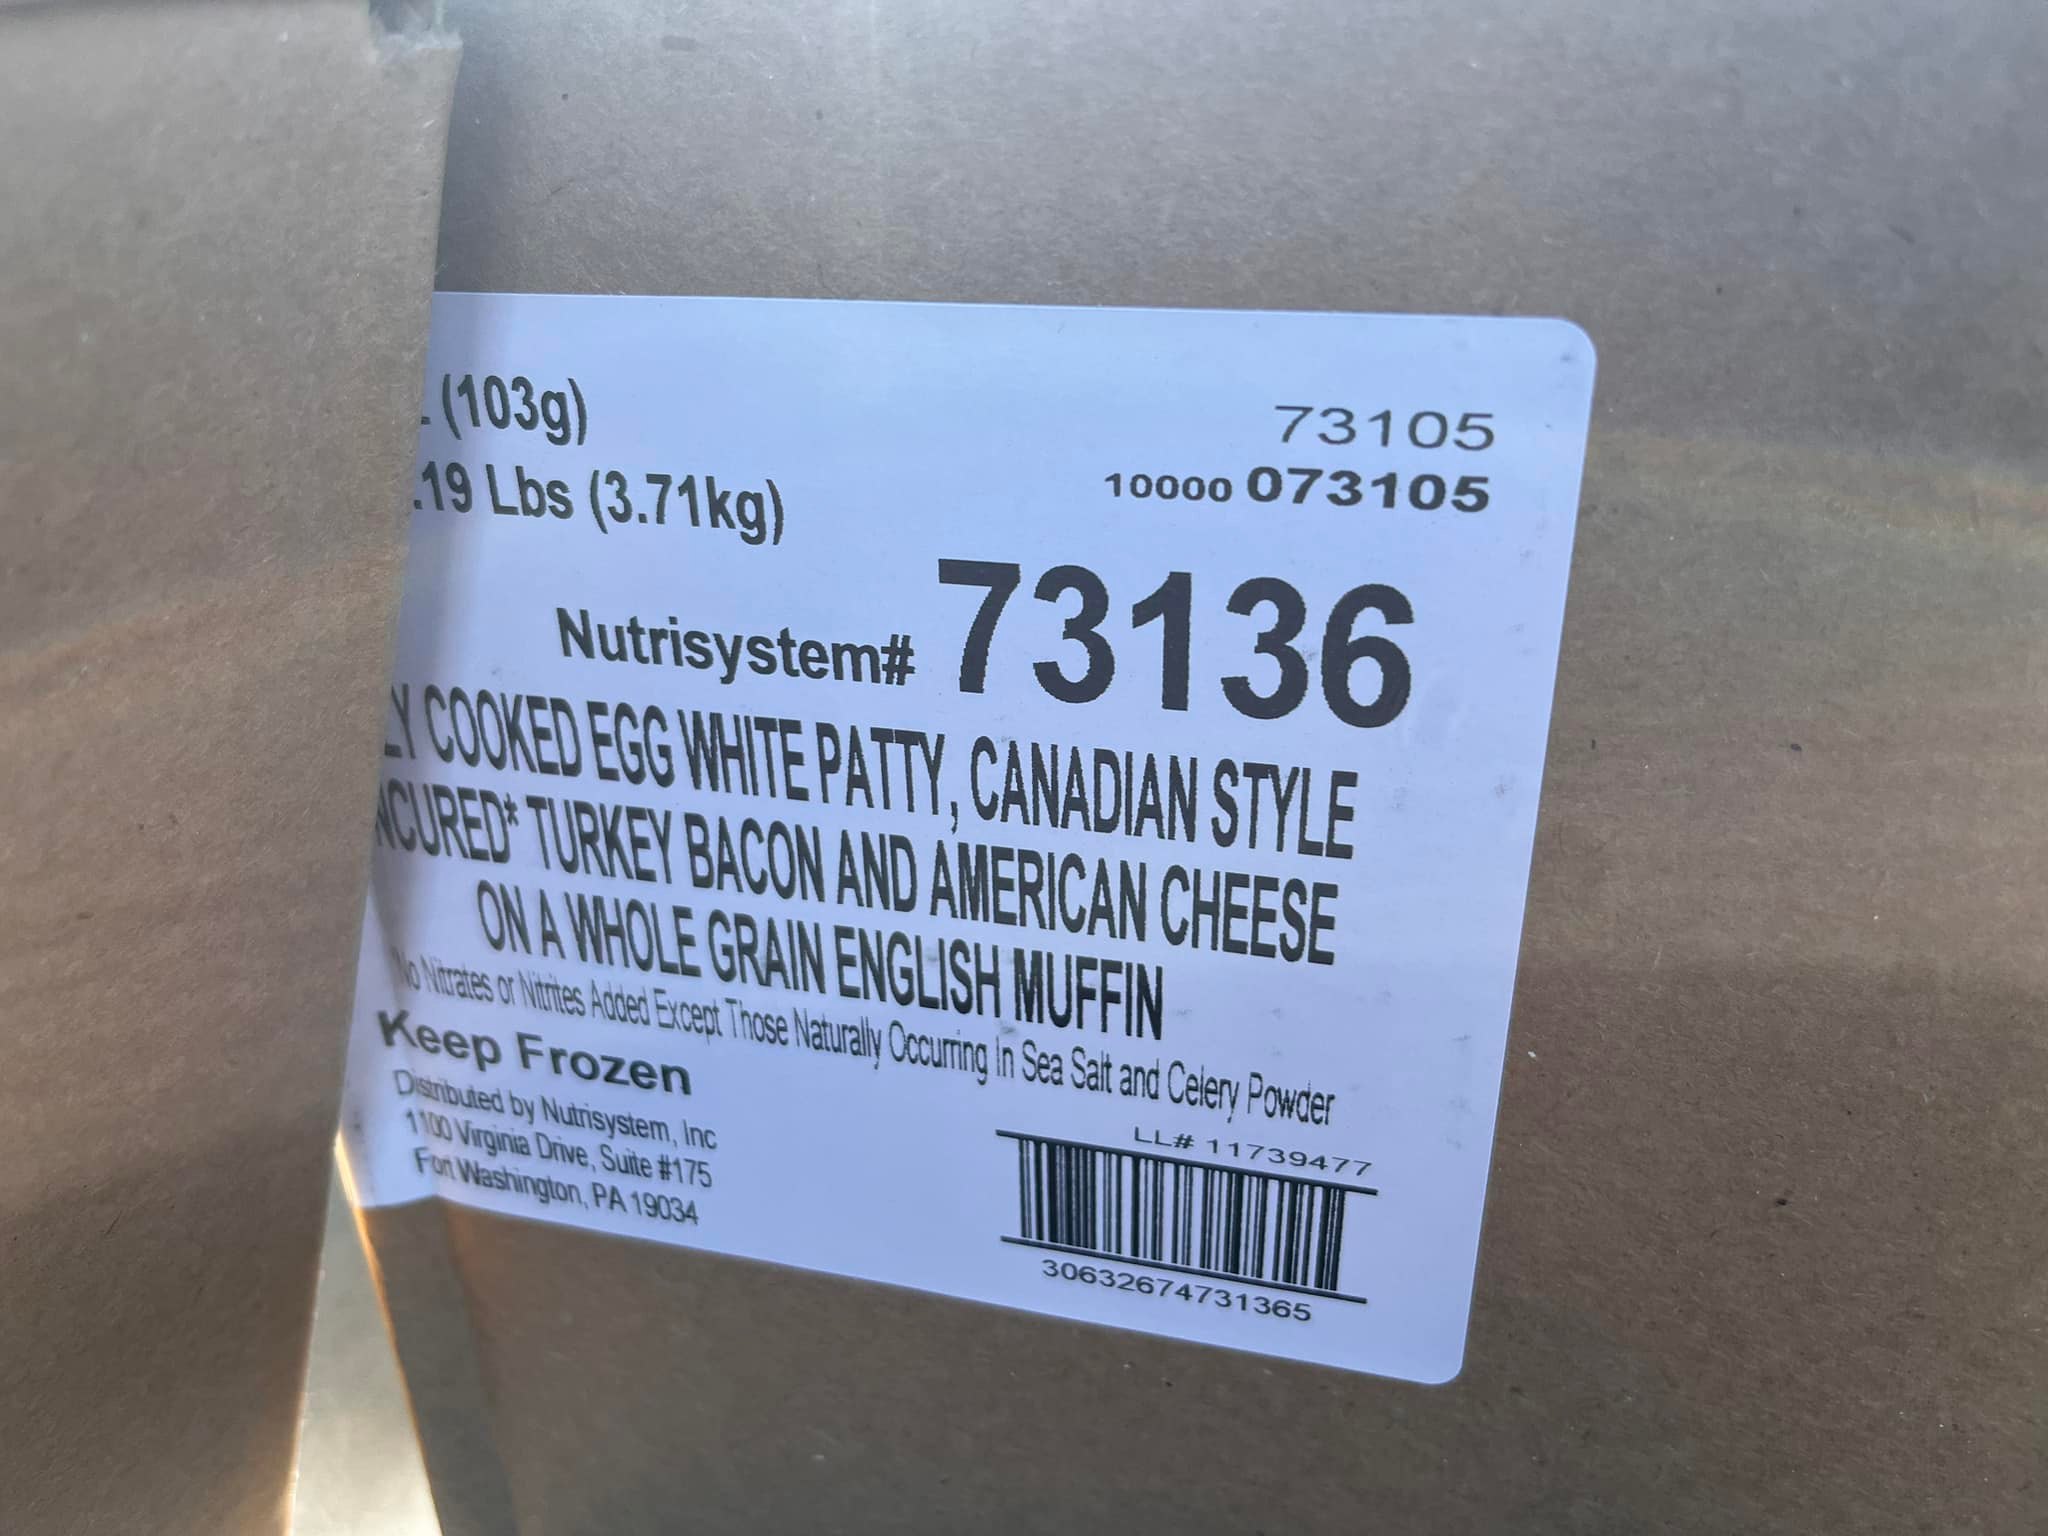 (103g)
.19 Lbs (3.71kg)
73105
10000 073105
Nutrisystem# 73136
LY COOKED EGG WHITE PATTY, CANADIAN STYLE
NCURED* TURKEY BACON AND AMERICAN CHEESE
ON A WHOLE GRAIN ENGLISH MUFFIN
*No Nitrates or Nitrites Added Except Those Naturally Occurring In Sea Salt and Celery Powder
Keep Frozen
Distributed by Nutrisystem, Inc
1100 Virginia Drive, Suite #175
Fort Washington, PA 19034
LL# 11739477
30632674731365